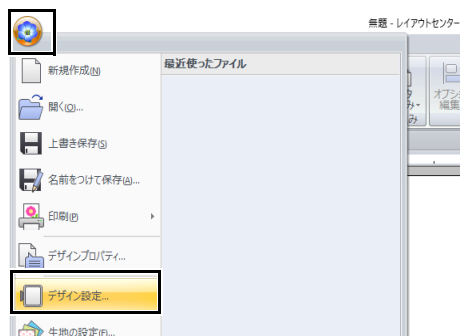 無題 - レイアウトセンター
最近使ったファイル
新規作成(N)
開く(O)...
上書き保存(S)
名前をつけて保存(A)...
印刷(P)
デザインプロパティ...
デザイン設定...
生地の設定(F)...
オプシ
編集
み